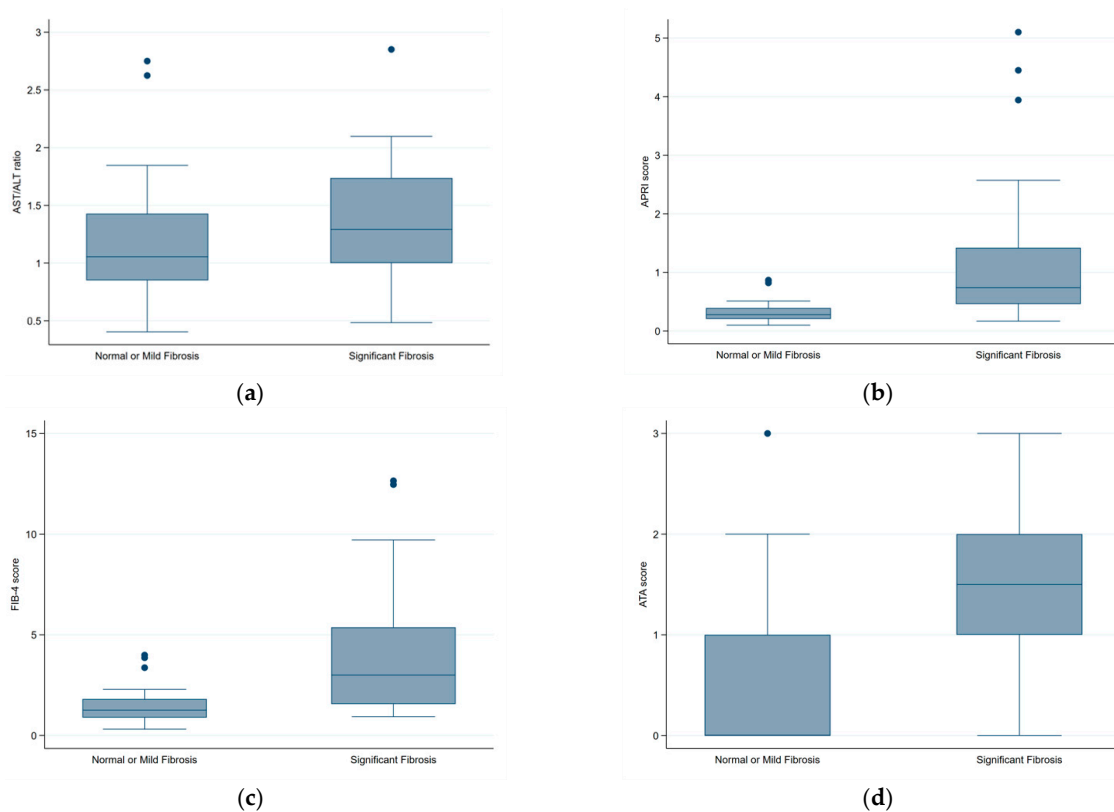 3
2.5
2
1.5
1
0.5
AST/ALT ratio
Normal or Mild Fibrosis
Significant Fibrosis
(a)
5
4
3
2
1
0
APRI score
Normal or Mild Fibrosis
Significant Fibrosis
(b)
15
10
5
0
FIB-4 score
Normal or Mild Fibrosis
Significant Fibrosis
(c)
3
2
1
0
ATA score
Normal or Mild Fibrosis
Significant Fibrosis
(d)